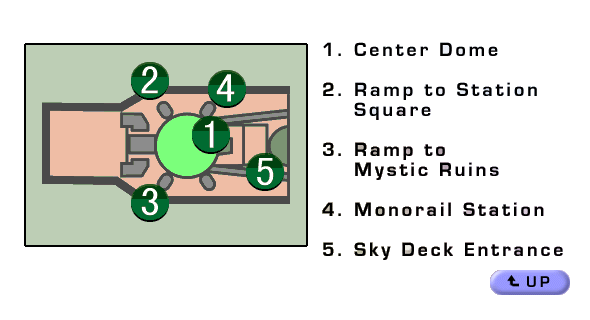 2
4
1
5
3
1. Center Dome
2. Ramp to Station
Square
3. Ramp to
Mystic Ruins
4. Monorail Station
5. Sky Deck Entrance
UP